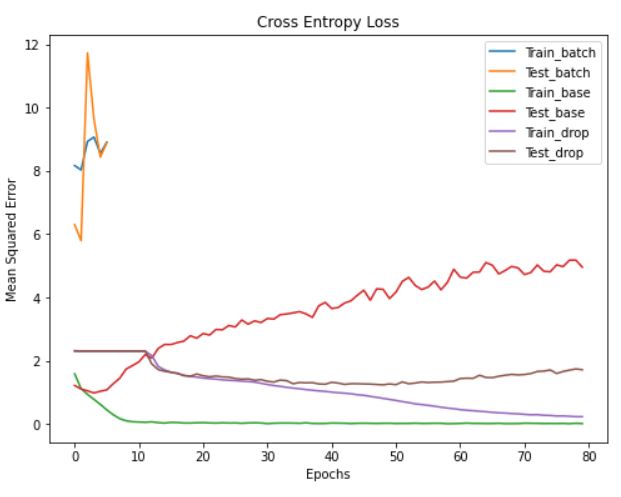 Cross Entropy Loss
Mean Squared Error
12
10
8
6
4
2
0
Train_batch
Test_batch
Train_base
Test_base
Train_drop
Test_drop
0 10 20 30 40 50 60 70 80
Epochs